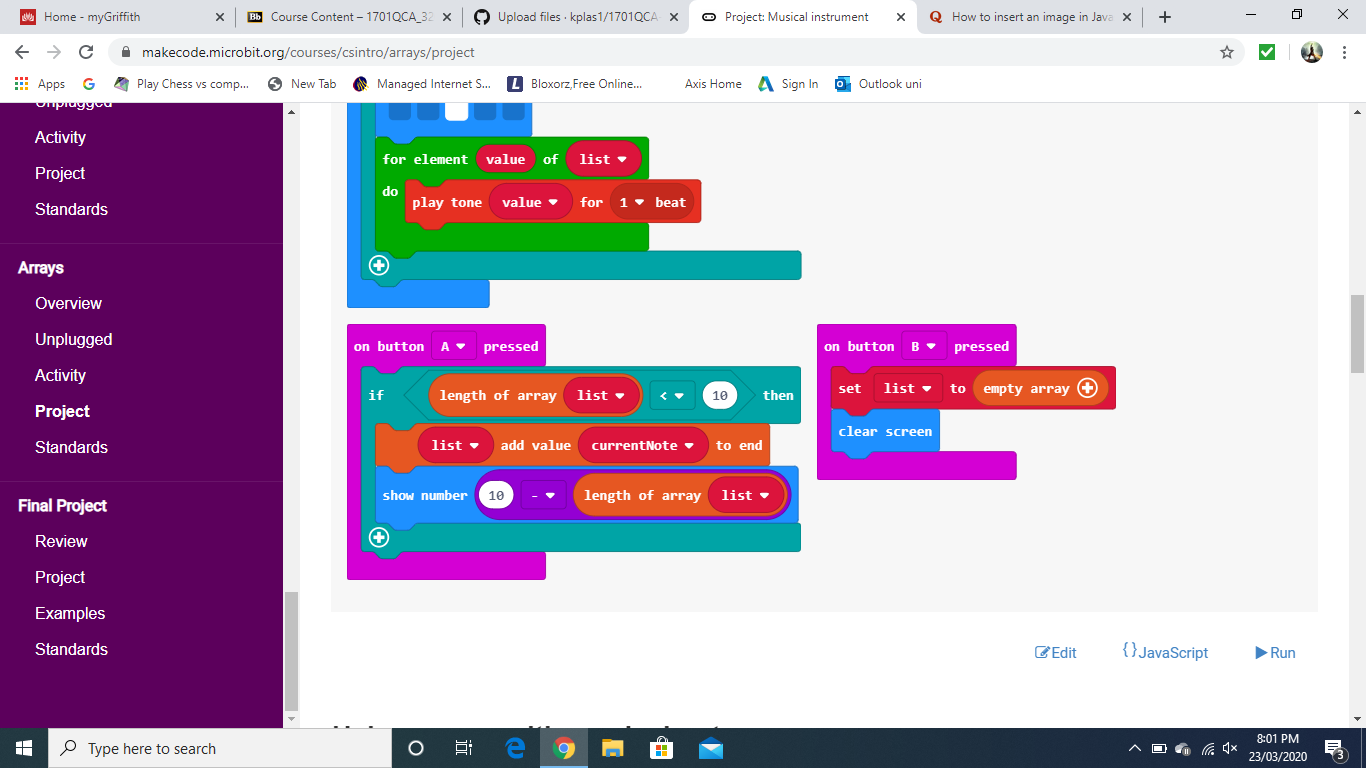 Home - myGriffith
Course Content – 1701QCA_32
Upload files · kplas1/1701QCA
Project: Musical instrument
How to insert an image in Java
makecode.microbit.org/courses/csintro/arrays/project
Apps
Play Chess vs comp...
New Tab
Managed Internet S...
Bloxorz,Free Online...
Axis Home
Sign In
Outlook uni
Unplugged
Activity
Project
Standards
Arrays
Overview
Unplugged
Activity
Project
Standards
Final Project
Review
Project
Examples
Standards
for element value of list
do
play tone value for 1 beat
on button A pressed
if length of array list < 10 then
list add value currentNote to end
show number 10 - length of array list
on button B pressed
set list to empty array
clear screen
Edit
{}JavaScript
Run
Type here to search
8:01 PM
23/03/2020
3